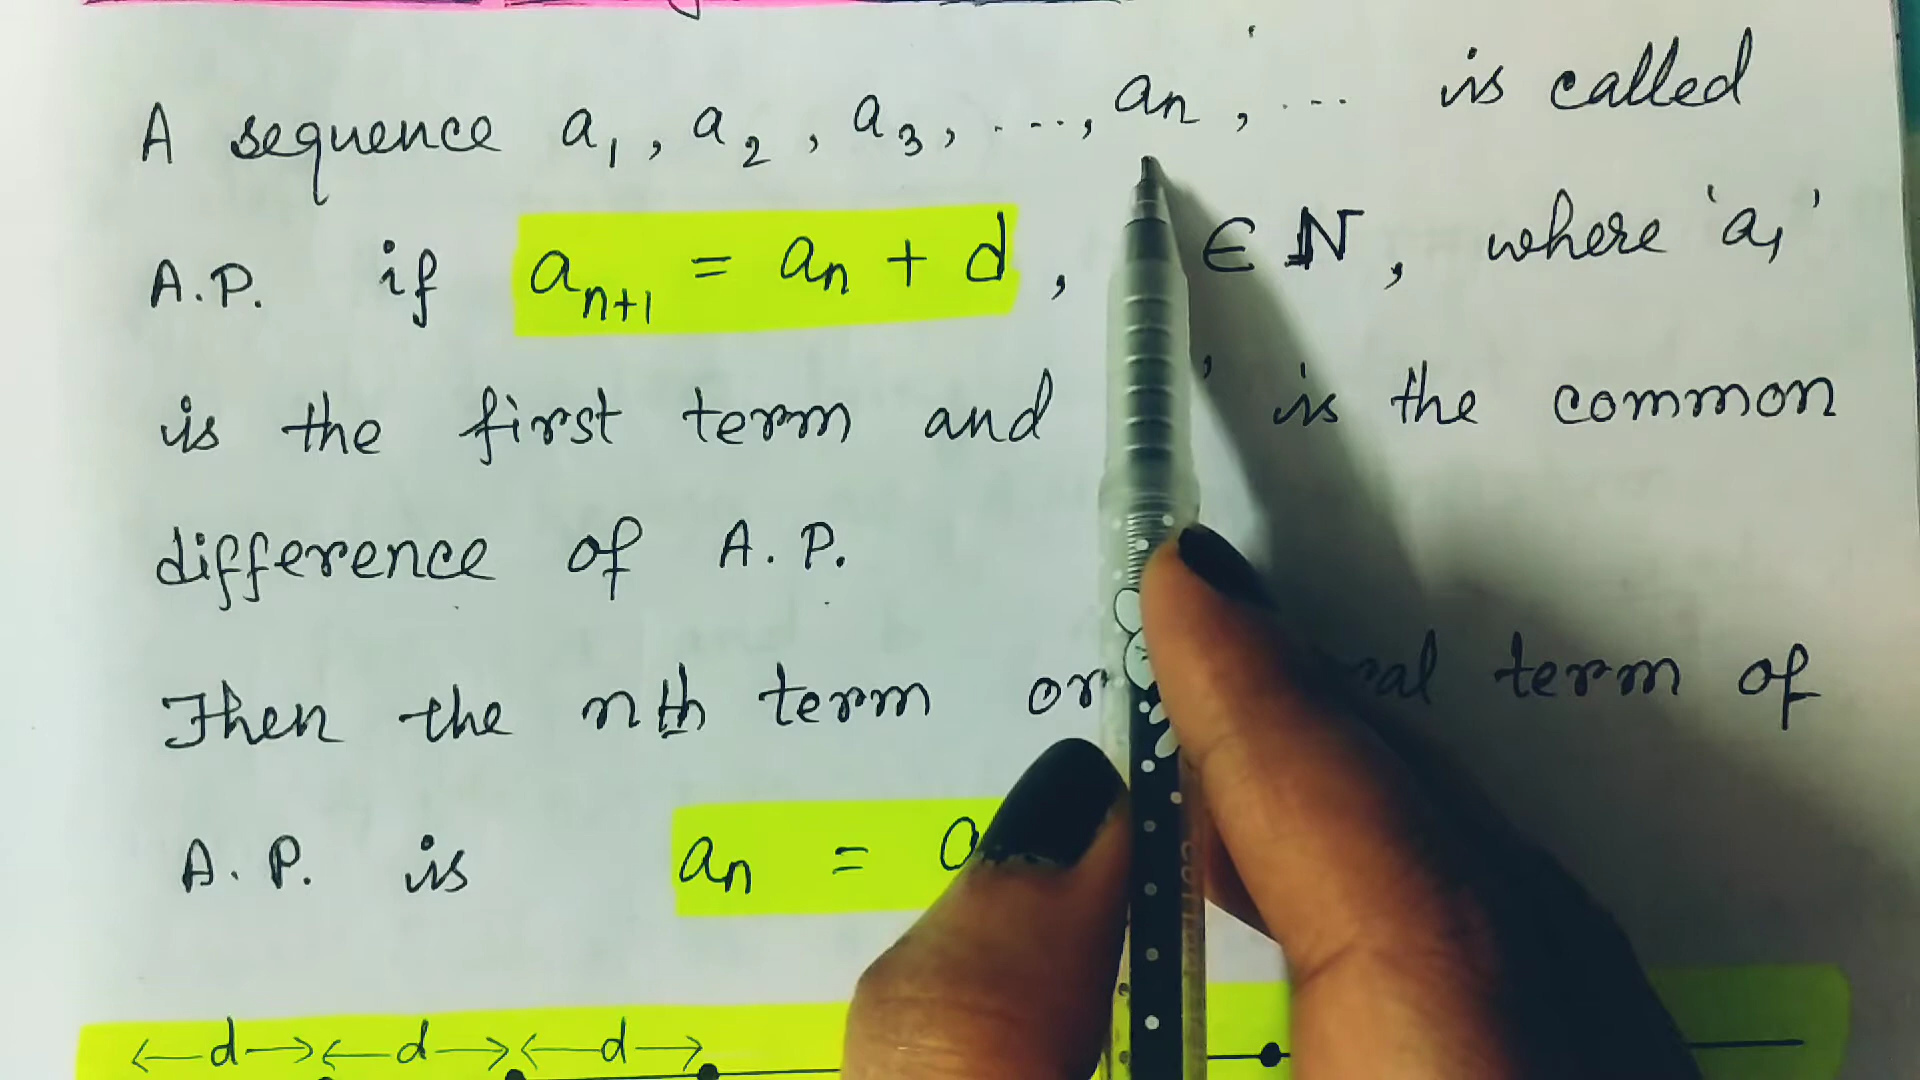 A sequence a₁, a₂, a₃, ...., aₙ, ... is called
A.P. if aₙ₊₁ = aₙ + d, ∈ N, where 'a₁'
is the first term and ' is the common
difference of A.P.
Then the nth term or term of
A.P. is aₙ =
←d→←d→←d→